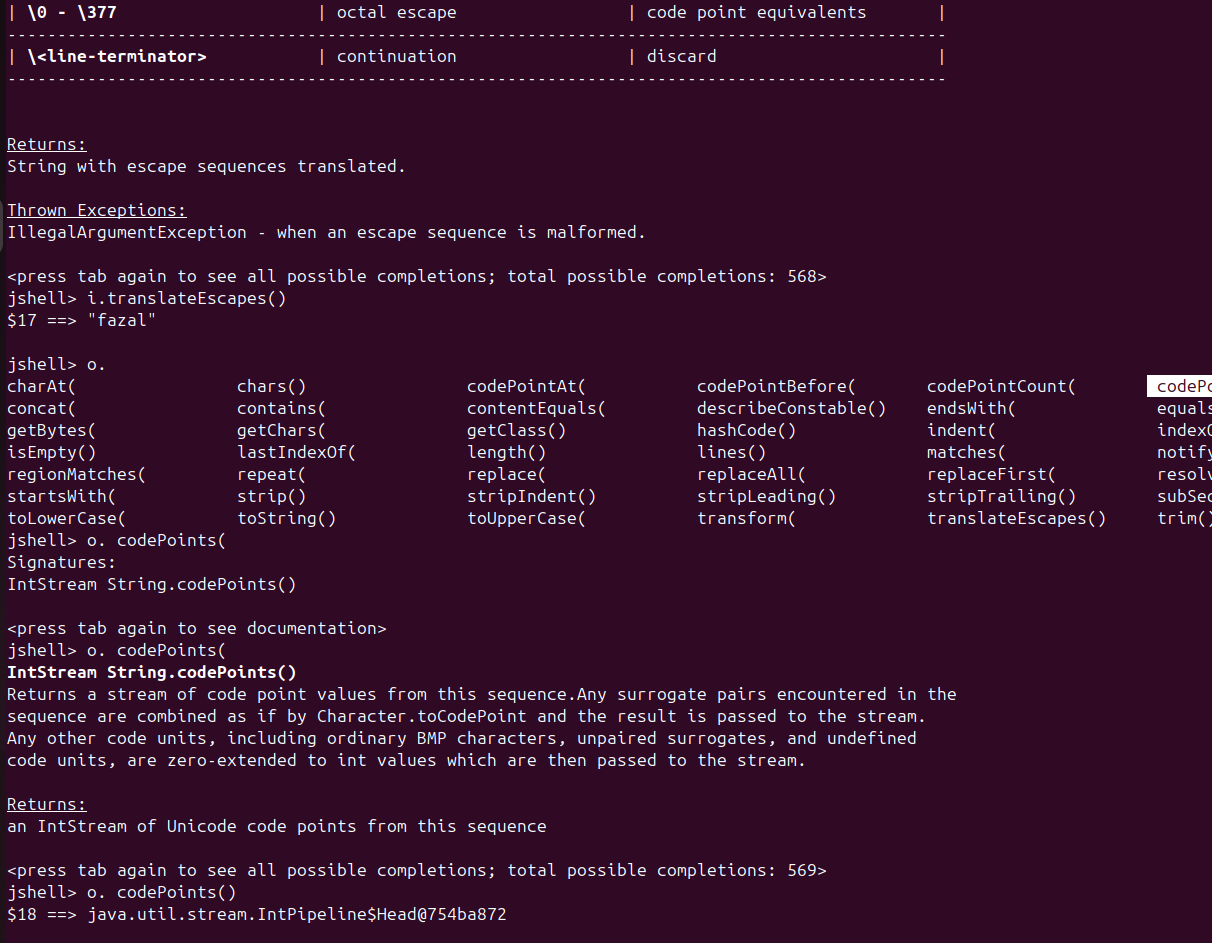 | \0 - \377                    | octal escape                 | code point equivalents       |
----------------------------------------------------------------------------------------------
| \<line-terminator>           | continuation                 | discard                      |
----------------------------------------------------------------------------------------------
Returns:
String with escape sequences translated.
Thrown Exceptions:
IllegalArgumentException - when an escape sequence is malformed.
<press tab again to see all possible completions; total possible completions: 568>
jshell> i.translateEscapes()
$17 ==> "fazal"
jshell> o.
charAt(                chars()                codePointAt(           codePointBefore(       codePointCount(        codePo
concat(                contains(              contentEquals(         describeConstable()    endsWith(              equals
getBytes(              getChars(              getClass()             hashCode()             indent(                index
isEmpty()              lastIndexOf(           length()               lines()                matches(               notify
regionMatches(         repeat(                replace(               replaceAll(            replaceFirst(          resolv
startsWith(            strip()                stripIndent()          stripLeading()         stripTrailing()        subSe
toLowerCase(           toString()             toUpperCase(           transform(             translateEscapes()     trim()
jshell> o. codePoints(
Signatures:
IntStream String.codePoints()
<press tab again to see documentation>
jshell> o. codePoints(
IntStream String.codePoints()
Returns a stream of code point values from this sequence.Any surrogate pairs encountered in the
sequence are combined as if by Character.toCodePoint and the result is passed to the stream.
Any other code units, including ordinary BMP characters, unpaired surrogates, and undefined
code units, are zero-extended to int values which are then passed to the stream.
Returns:
an IntStream of Unicode code points from this sequence
<press tab again to see all possible completions; total possible completions: 569>
jshell> o. codePoints()
$18 ==> java.util.stream.IntPipeline$Head@754ba872